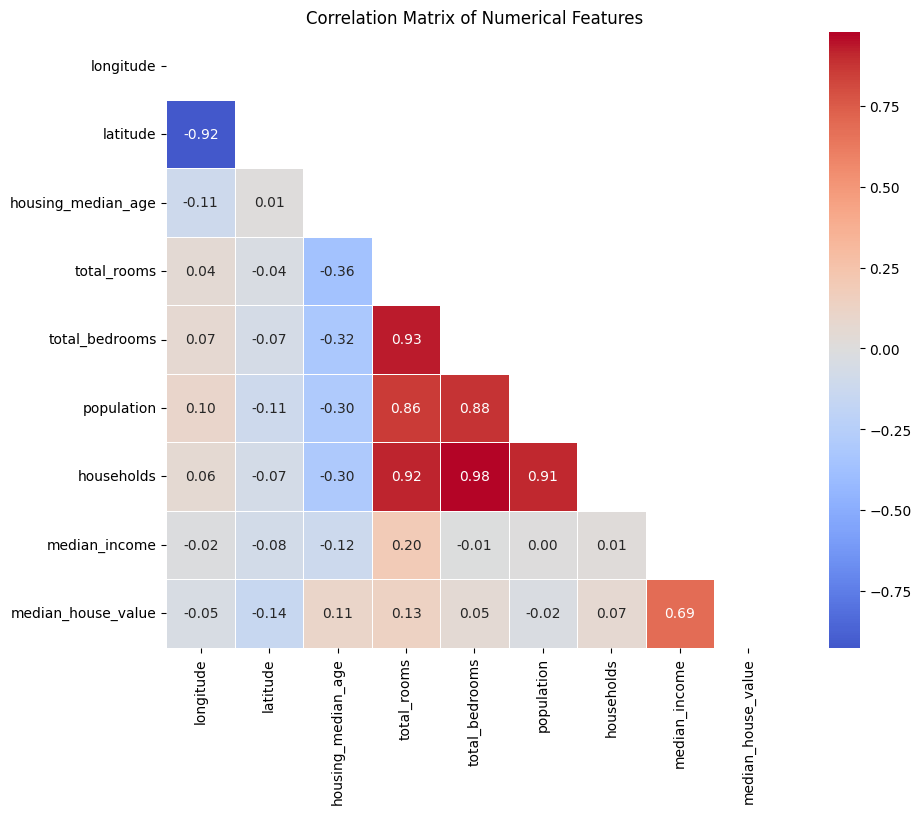 Correlation Matrix of Numerical Features
longitude
latitude -0.92
housing_median_age -0.11 0.01
total_rooms 0.04 -0.04 -0.36
total_bedrooms 0.07 -0.07 -0.32 0.93
population 0.10 -0.11 -0.30 0.86 0.88
households 0.06 -0.07 -0.30 0.92 0.98 0.91
median_income -0.02 -0.08 -0.12 0.20 -0.01 0.00 0.01
median_house_value -0.05 -0.14 0.11 0.13 0.05 -0.02 0.07 0.69
longitude
latitude
housing_median_age
total_rooms
total_bedrooms
population
households
median_income
median_house_value
0.75
0.50
0.25
0.00
−0.25
−0.50
−0.75